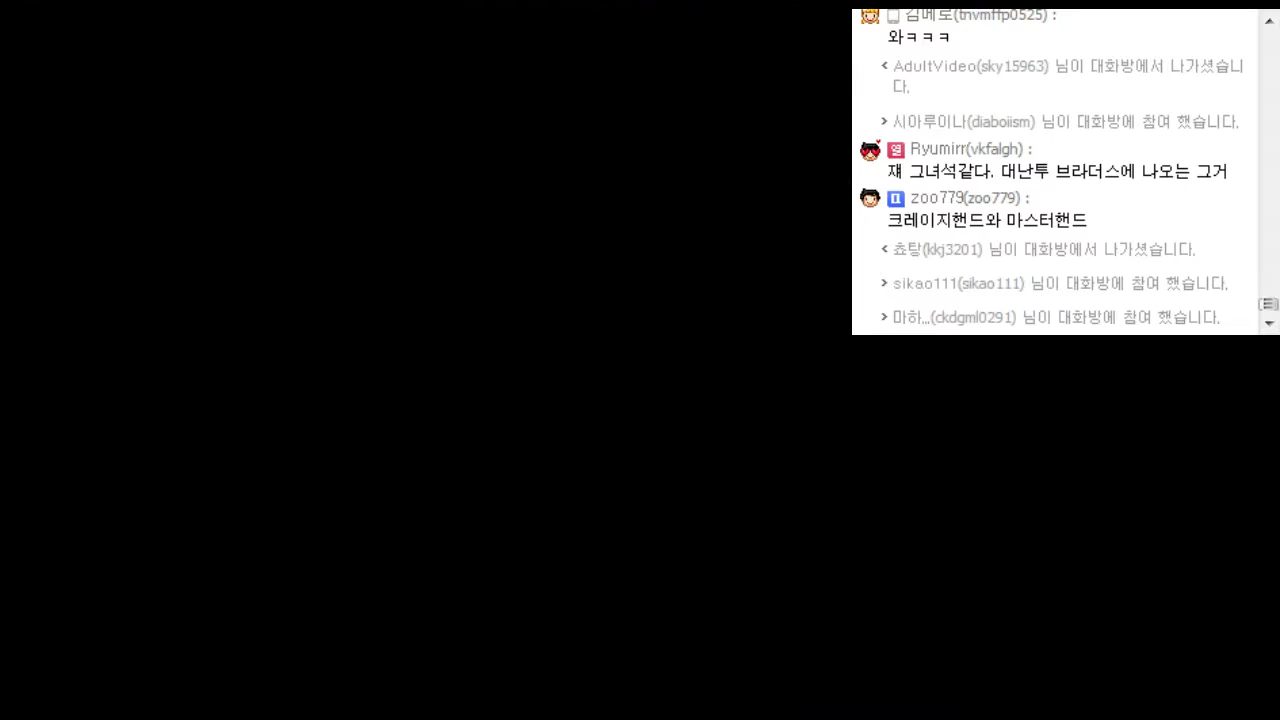 김메로(tnvmffp0525) :
와ㅋㅋㅋ
AdultVideo(sky15963) 님이 대화방에서 나가셨습니
다.
시아루이나(diaboiism) 님이 대화방에 참여 했습니다.
열 Ryumirr(vkfalgh) :
쟤 그녀석같다. 대난투 브라더스에 나오는 그거
zoo779(zoo779) :
크레이지핸드와 마스터핸드
쵸탕(kkj3201) 님이 대화방에서 나가셨습니다.
sikao111(sikao111) 님이 대화방에 참여 했습니다.
마하...(ckdgml0291) 님이 대화방에 참여 했습니다.